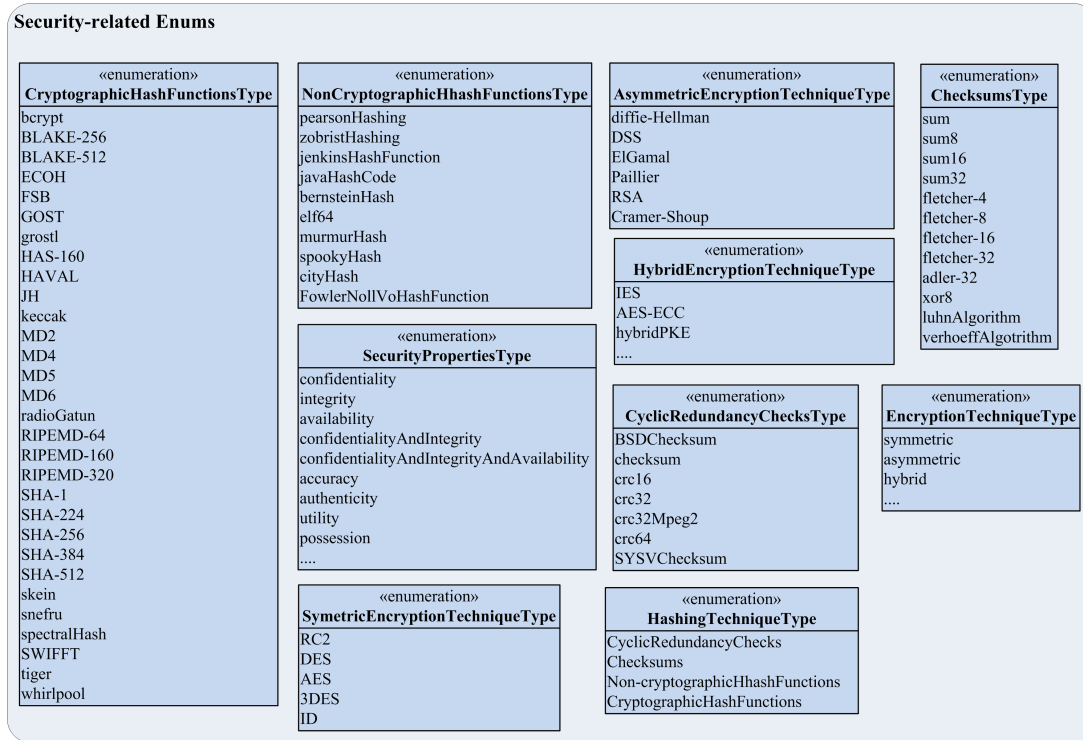 Security-related Enums
«enumeration»
CryptographicHashFunctionsType
bcrypt
BLAKE-256
BLAKE-512
ECOH
FSB
GOST
grostl
HAS-160
HAVAL
JH
keccak
MD2
MD4
MD5
MD6
radioGatun
RIPEMD-64
RIPEMD-160
RIPEMD-320
SHA-1
SHA-224
SHA-256
SHA-384
SHA-512
skein
snefru
spectralHash
SWIFFT
tiger
whirlpool
«enumeration»
NonCryptographicHhashFunctionsType
pearsonHashing
zobristHashing
jenkinsHashFunction
javaHashCode
bernsteinHash
elf64
murmurHash
spookyHash
cityHash
FowlerNollVoHashFunction
«enumeration»
SecurityPropertiesType
confidentiality
integrity
availability
confidentialityAndIntegrity
confidentialityAndIntegrityAndAvailability
accuracy
authenticity
utility
possession
....
«enumeration»
SymetricEncryptionTechniqueType
RC2
DES
AES
3DES
ID
«enumeration»
AsymmetricEncryptionTechniqueType
diffie-Hellman
DSS
ElGamal
Paillier
RSA
Cramer-Shoup
«enumeration»
HybridEncryptionTechniqueType
IES
AES-ECC
hybridPKE
....
«enumeration»
CyclicRedundancyChecksType
BSDChecksum
checksum
crc16
crc32
crc32Mpeg2
crc64
SYSVChecksum
«enumeration»
HashingTechniqueType
CyclicRedundancyChecks
Checksums
Non-cryptographicHhashFunctions
CryptographicHashFunctions
«enumeration»
ChecksumsType
sum
sum8
sum16
sum32
fletcher-4
fletcher-8
fletcher-16
fletcher-32
adler-32
xor8
luhnAlgorithm
verhoeffAlgotrithm
«enumeration»
EncryptionTechniqueType
symmetric
asymmetric
hybrid
....